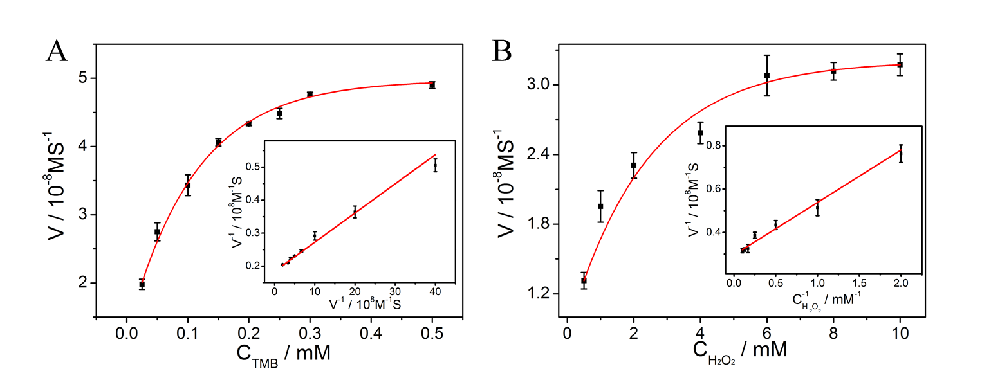 A
V / 10⁻⁸MS⁻¹
5
4
3
2
0.0 0.1 0.2 0.3 0.4 0.5
C_TMB / mM
V⁻¹ / 10⁸M⁻¹S
0.5
0.4
0.3
0.2
0 10 20 30 40
V⁻¹ / 10⁸M⁻¹S
B
V / 10⁻⁸MS⁻¹
3.0
2.4
1.8
1.2
0 2 4 6 8 10
C_H₂O₂ / mM
V⁻¹ / 10⁸M⁻¹S
0.8
0.6
0.4
0.0 0.5 1.0 1.5 2.0
C⁻¹_H₂O₂ / mM⁻¹